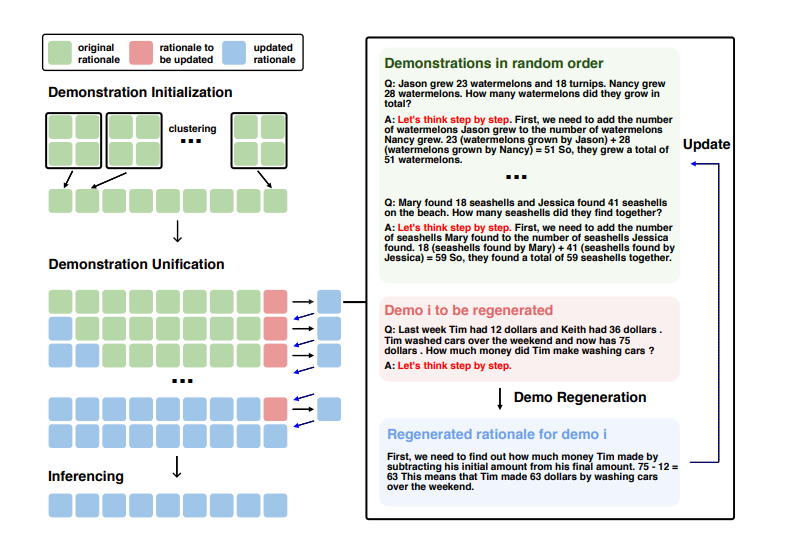 original
rationale
rationale to
be updated
updated
rationale
Demonstration Initialization
clustering
...
Demonstration Unification
...
Inferencing
Demonstrations in random order
Q: Jason grew 23 watermelons and 18 turnips. Nancy grew
28 watermelons. How many watermelons did they grow in
total?
A: Let's think step by step. First, we need to add the number
of watermelons Jason grew to the number of watermelons
Nancy grew. 23 (watermelons grown by Jason) + 28
(watermelons grown by Nancy) = 51 So, they grew a total of
51 watermelons.
...
Q: Mary found 18 seashells and Jessica found 41 seashells
on the beach. How many seashells did they find together?
A: Let's think step by step. First, we need to add the number
of seashells Mary found to the number of seashells Jessica
found. 18 (seashells found by Mary) + 41 (seashells found by
Jessica) = 59 So, they found a total of 59 seashells together.
Update
Demo i to be regenerated
Q: Last week Tim had 12 dollars and Keith had 36 dollars .
Tim washed cars over the weekend and now has 75
dollars . How much money did Tim make washing cars ?
A: Let's think step by step.
Demo Regeneration
Regenerated rationale for demo i
First, we need to find out how much money Tim made by
subtracting his initial amount from his final amount. 75 - 12 =
63 This means that Tim made 63 dollars by washing cars
over the weekend.